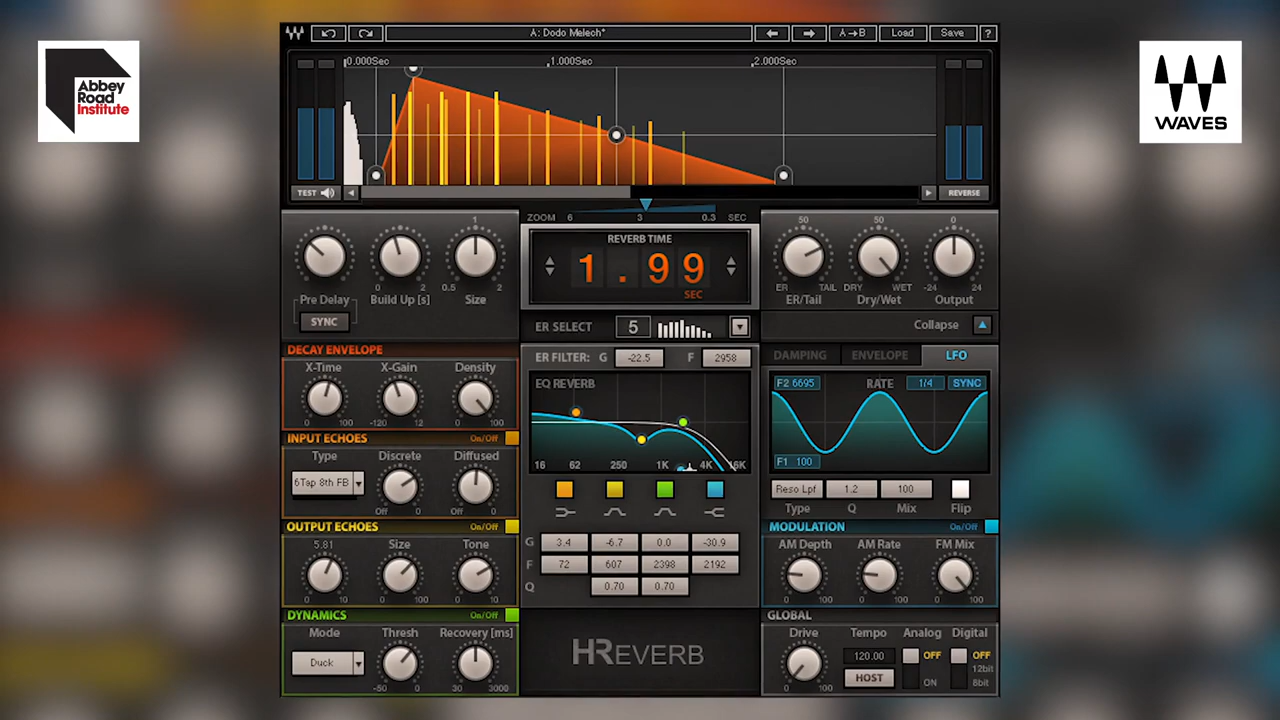 Abbey
Road
Institute
WAVES
A: Dodo Melech*
A→B
Load
Save
?
0.000Sec
1.000Sec
2.000Sec
TEST
REVERSE
ZOOM 6 3 0.3 SEC
1
0 2
0.5 2
Pre Delay
Build Up [s]
Size
SYNC
REVERB TIME
1.99
SEC
50
50
0
ER TAIL
DRY WET
-24 24
ER/Tail
Dry/Wet
Output
Collapse
ER SELECT 5
ER FILTER: G -22.5 F 2958
EQ REVERB
16 62 250 1K 4K 16K
G 3.4 -6.7 0.0 -30.9
F 72 607 2398 2192
Q 0.70 0.70
HREVERB
DECAY ENVELOPE
X-Time
X-Gain
Density
0 100
-120 12
0 100
INPUT ECHOES On/Off
Type
Discrete
Diffused
6Tap 8th FB
Off 0
Off 0
OUTPUT ECHOES On/Off
5.81
Size
Tone
0 10
0 100
0 10
DYNAMICS On/Off
Mode
Thresh
Recovery [ms]
Duck
-50 0
30 3000
DAMPING
ENVELOPE
LFO
F2 6695
RATE
1/4
SYNC
F1 100
Reso Lpf
1.2
100
Type
Q
Mix
Flip
MODULATION On/Off
AM Depth
AM Rate
FM Mix
0 100
0 100
0 100
GLOBAL
Drive
Tempo
Analog
Digital
120.00
OFF
OFF
12bit
HOST
ON
8bit
0 100